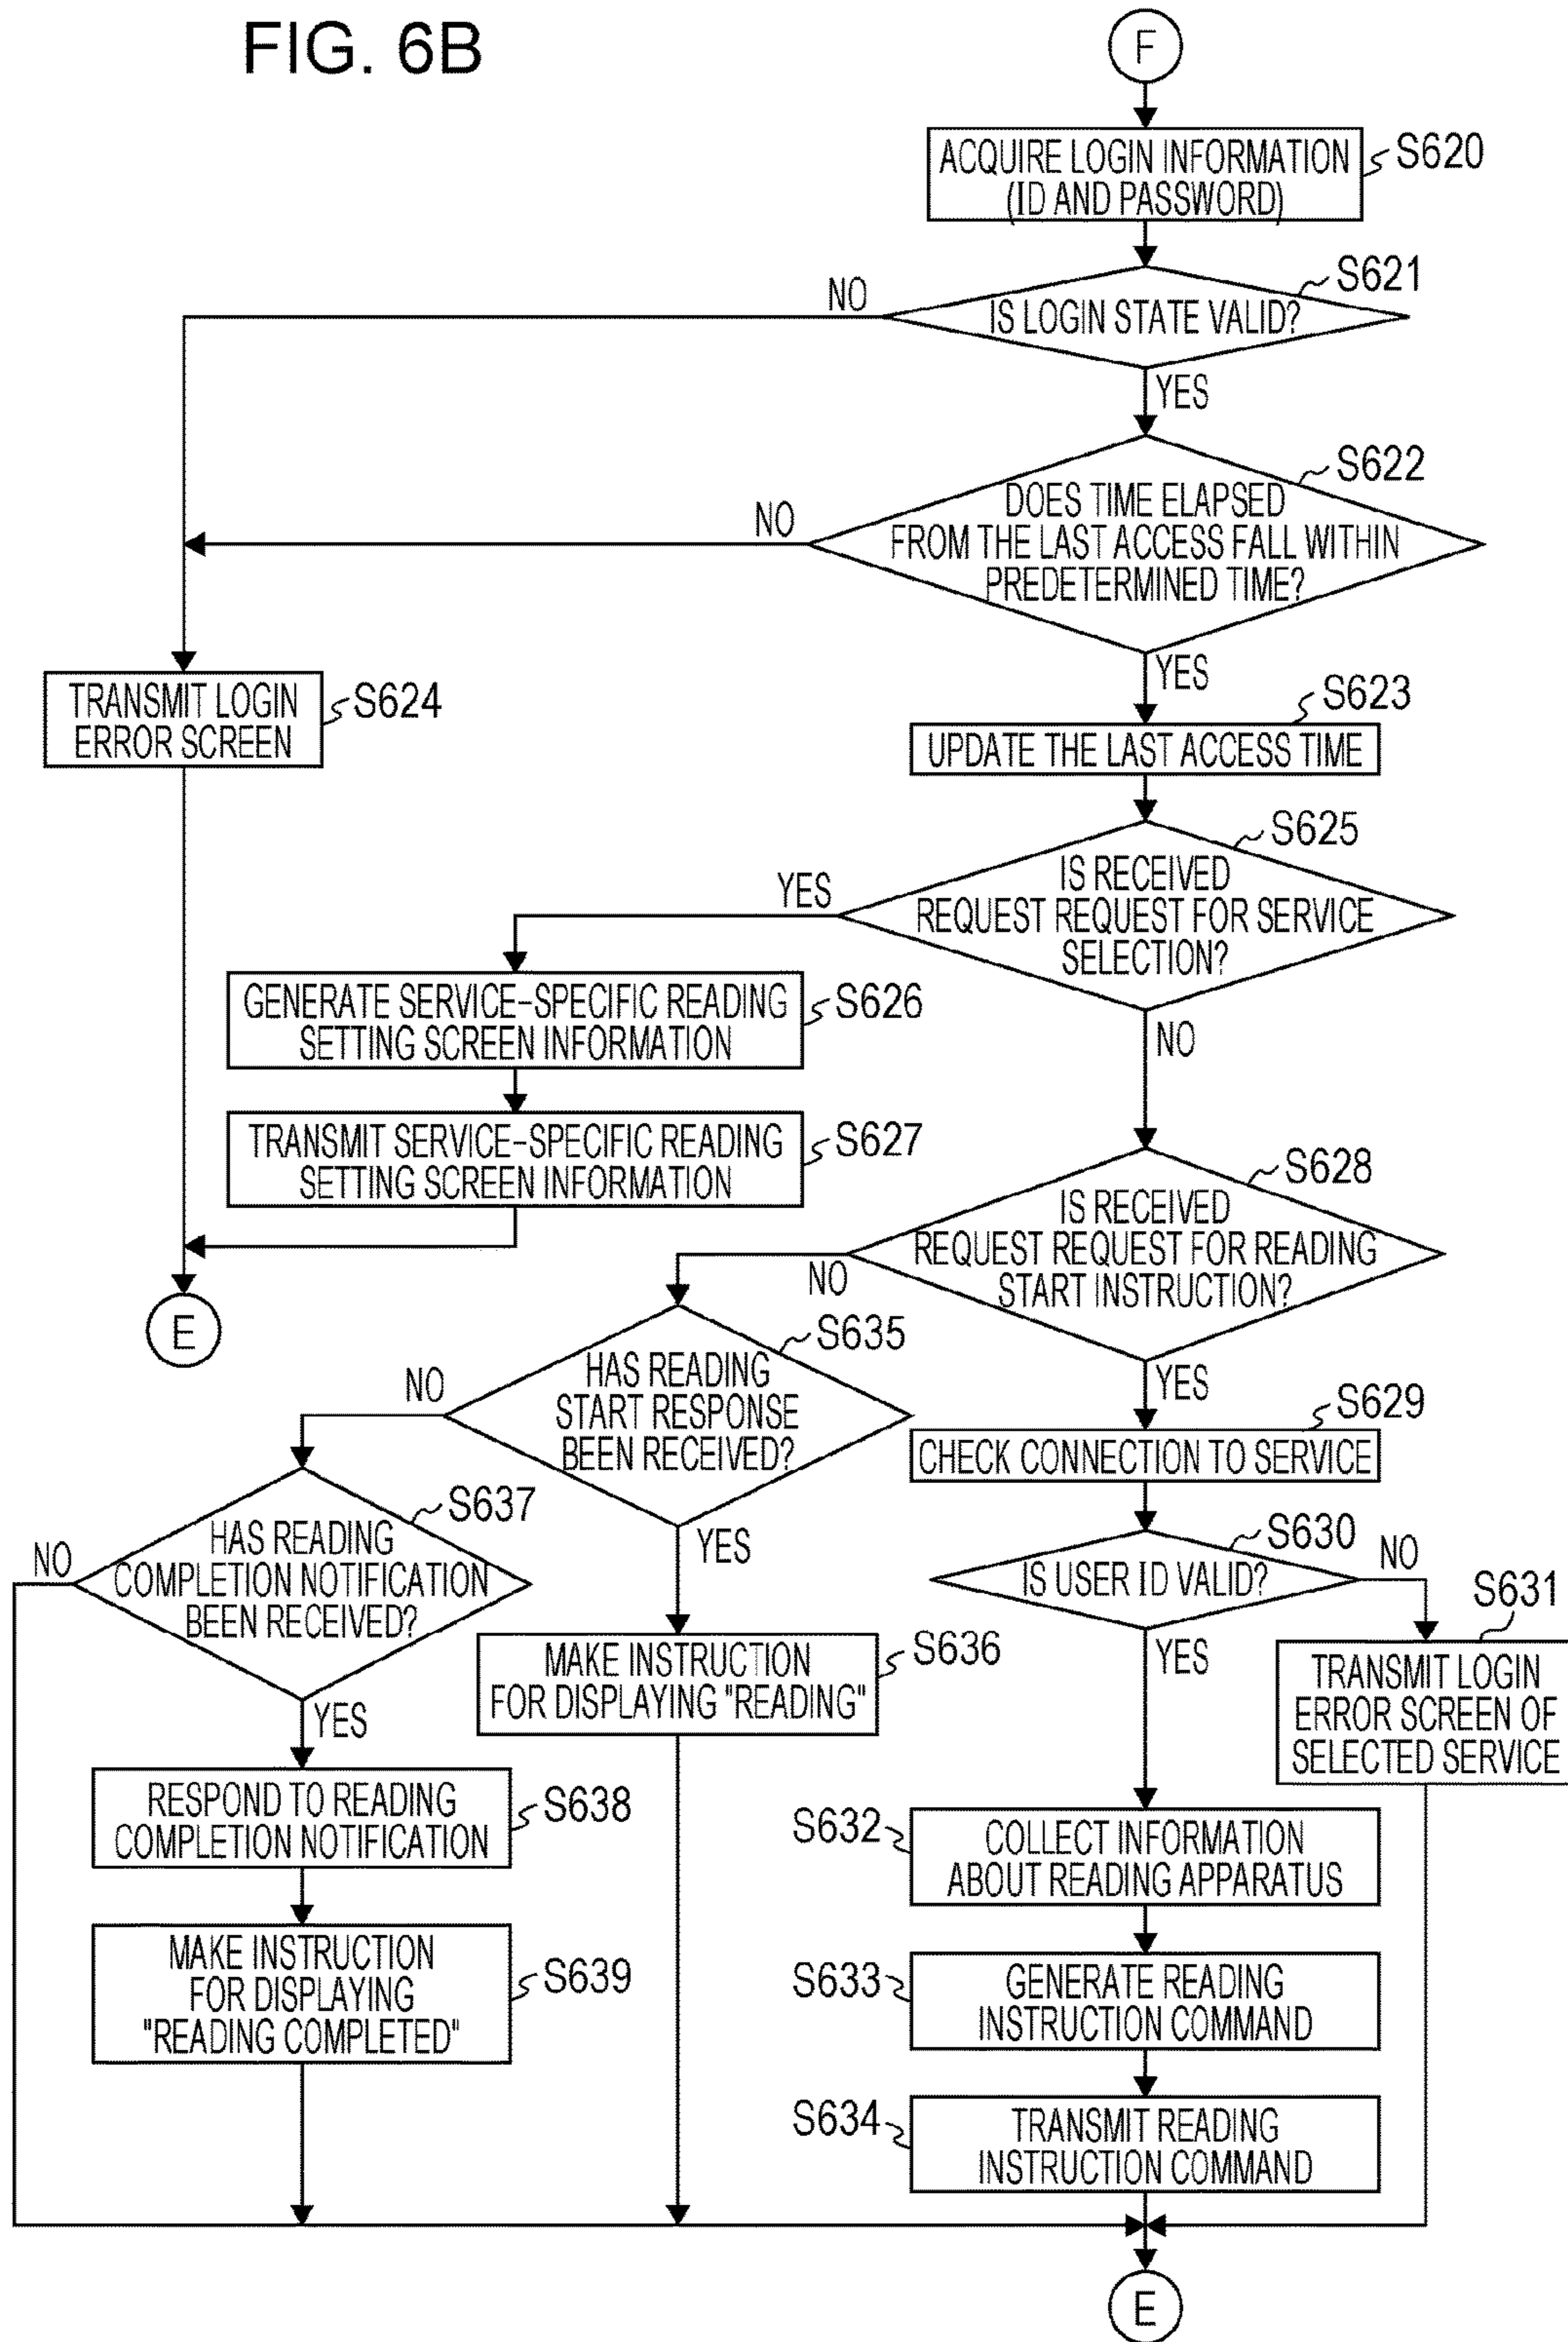 FIG. 6B
F
ACQUIRE LOGIN INFORMATION
(ID AND PASSWORD)
S620
S621
NO
IS LOGIN STATE VALID?
YES
S622
DOES TIME ELAPSED
NO
FROM THE LAST ACCESS FALL WITHIN
PREDETERMINED TIME?
YES
TRANSMIT LOGIN
ERROR SCREEN
S624
S623
UPDATE THE LAST ACCESS TIME
S625
IS RECEIVED
YES
REQUEST REQUEST FOR SERVICE
SELECTION?
NO
GENERATE SERVICE-SPECIFIC READING
SETTING SCREEN INFORMATION
S626
TRANSMIT SERVICE-SPECIFIC READING
SETTING SCREEN INFORMATION
S627
S628
IS RECEIVED
REQUEST REQUEST FOR READING
START INSTRUCTION?
NO
YES
E
S635
HAS READING
START RESPONSE
BEEN RECEIVED?
NO
YES
S629
CHECK CONNECTION TO SERVICE
S637
HAS READING
COMPLETION NOTIFICATION
BEEN RECEIVED?
NO
YES
S630
IS USER ID VALID?
NO
YES
S631
TRANSMIT LOGIN
ERROR SCREEN OF
SELECTED SERVICE
MAKE INSTRUCTION
FOR DISPLAYING "READING"
S636
RESPOND TO READING
COMPLETION NOTIFICATION
S638
S632
COLLECT INFORMATION
ABOUT READING APPARATUS
MAKE INSTRUCTION
FOR DISPLAYING
"READING COMPLETED"
S639
S633
GENERATE READING
INSTRUCTION COMMAND
S634
TRANSMIT READING
INSTRUCTION COMMAND
E